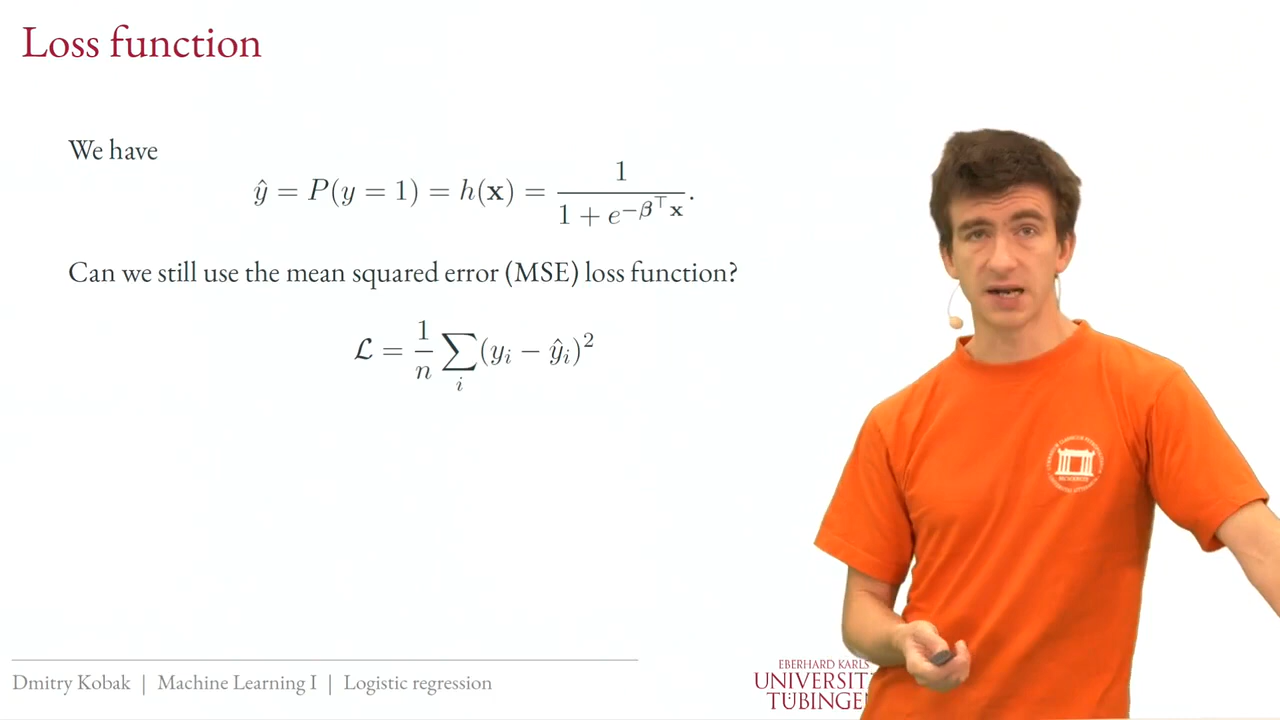 Loss function
We have
ŷ = P(y = 1) = h(𝐱) = 1 / (1 + e^{−𝜷^⊤𝐱}).
Can we still use the mean squared error (MSE) loss function?
ℒ = 1/n ∑_i (y_i − ŷ_i)^2
Dmitry Kobak | Machine Learning I | Logistic regression
EBERHARD KARLS
UNIVERSIT
TÜBINGE